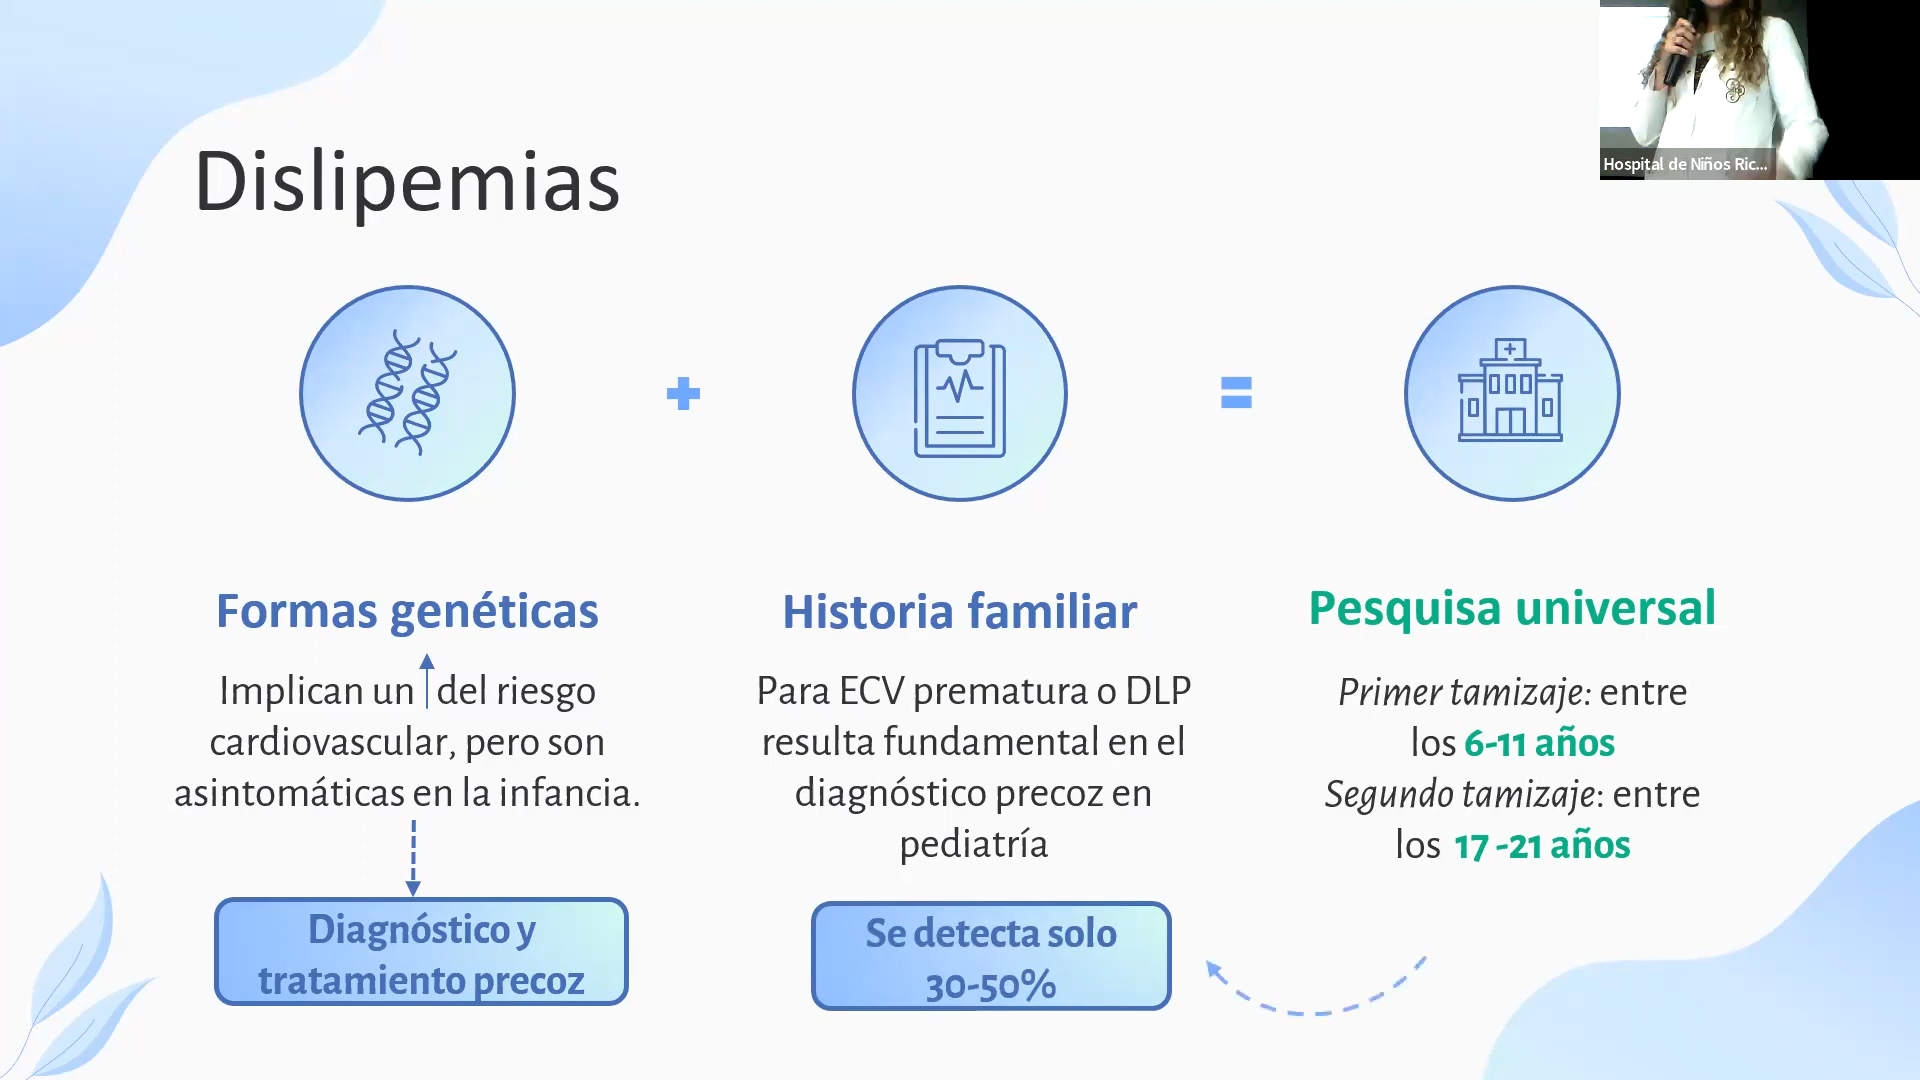 Hospital de Niños Ric...
Dislipemias
Formas genéticas
Implican un del riesgo
cardiovascular, pero son
asintomáticas en la infancia.
Diagnóstico y
tratamiento precoz
Historia familiar
Para ECV prematura o DLP
resulta fundamental en el
diagnóstico precoz en
pediatría
Se detecta solo
30-50%
Pesquisa universal
Primer tamizaje: entre
los 6-11 años
Segundo tamizaje: entre
los 17 -21 años